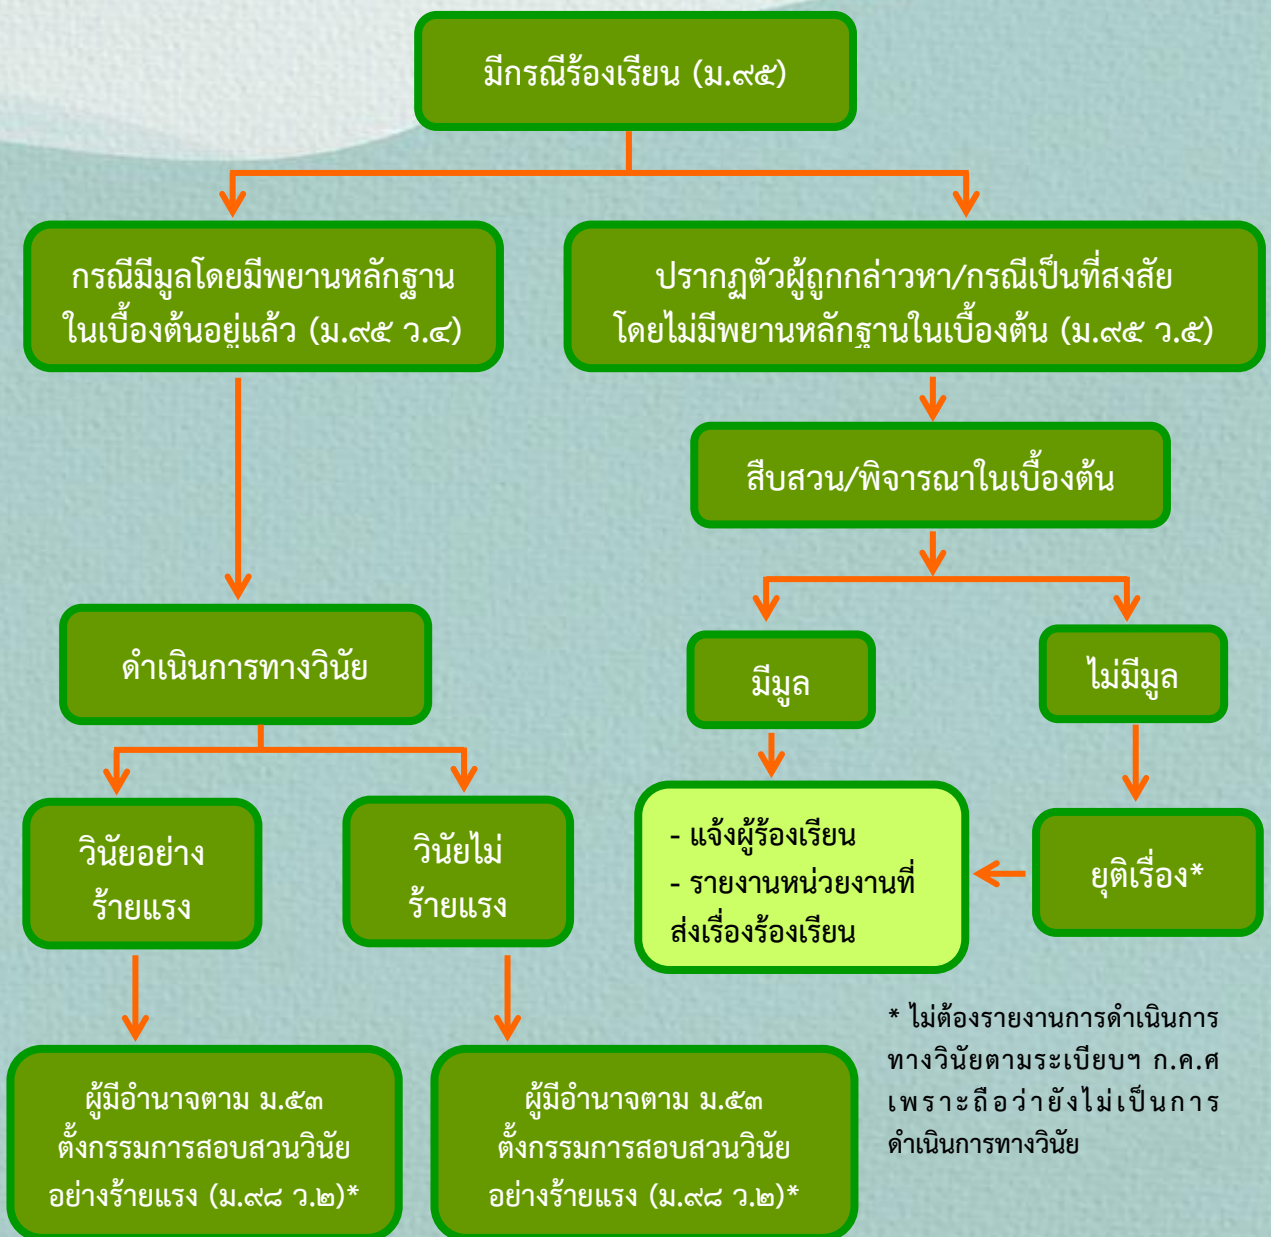 มีกรณีร้องเรียน (ม.๙๕)
กรณีมีมูลโดยมีพยานหลักฐาน
ในเบื้องต้นอยู่แล้ว (ม.๙๕ ว.๔)
ปรากฏตัวผู้ถูกกล่าวหา/กรณีเป็นที่สงสัย
โดยไม่มีพยานหลักฐานในเบื้องต้น (ม.๙๕ ว.๕)
สืบสวน/พิจารณาในเบื้องต้น
ดำเนินการทางวินัย
มีมูล
ไม่มีมูล
วินัยอย่าง
ร้ายแรง
วินัยไม่
ร้ายแรง
- แจ้งผู้ร้องเรียน
- รายงานหน่วยงานที่
ส่งเรื่องร้องเรียน
ยุติเรื่อง*
* ไม่ต้องรายงานการดำเนินการ
ทางวินัยตามระเบียบฯ ก.ค.ศ
เพราะถือว่ายังไม่เป็นการ
ดำเนินการทางวินัย
ผู้มีอำนาจตาม ม.๕๓
ตั้งกรรมการสอบสวนวินัย
อย่างร้ายแรง (ม.๙๘ ว.๒)*
ผู้มีอำนาจตาม ม.๕๓
ตั้งกรรมการสอบสวนวินัย
อย่างร้ายแรง (ม.๙๘ ว.๒)*